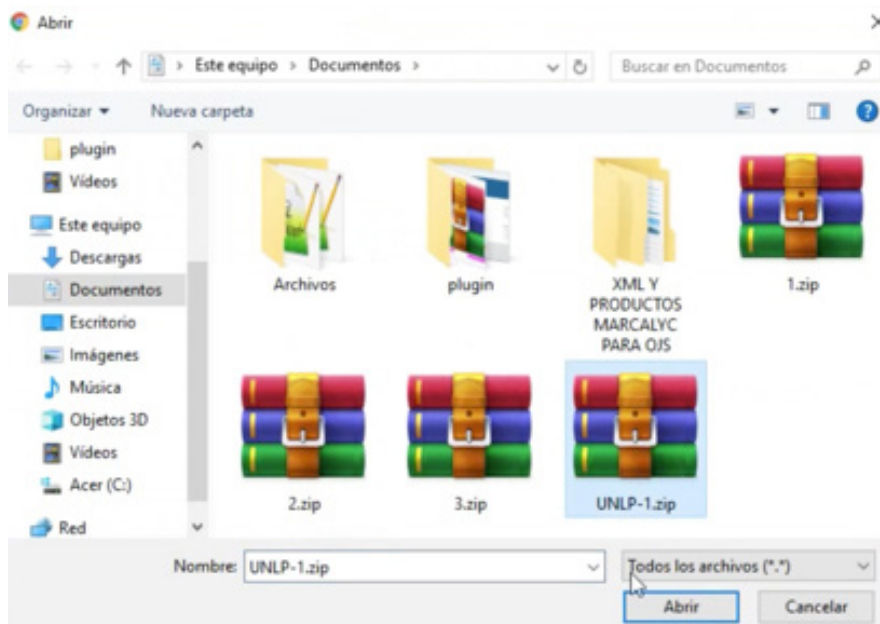 Abrir
Este equipo > Documentos >
Buscar en Documentos
Organizar
Nueva carpeta
plugin
Vídeos
Este equipo
Descargas
Documentos
Escritorio
Imágenes
Música
Objetos 3D
Vídeos
Acer (C:)
Red
Archivos
plugin
XML Y
PRODUCTOS
MARCALYC
PARA OJS
1.zip
2.zip
3.zip
UNLP-1.zip
Nombre: UNLP-1.zip
Todos los archivos (*.*)
Abrir
Cancelar